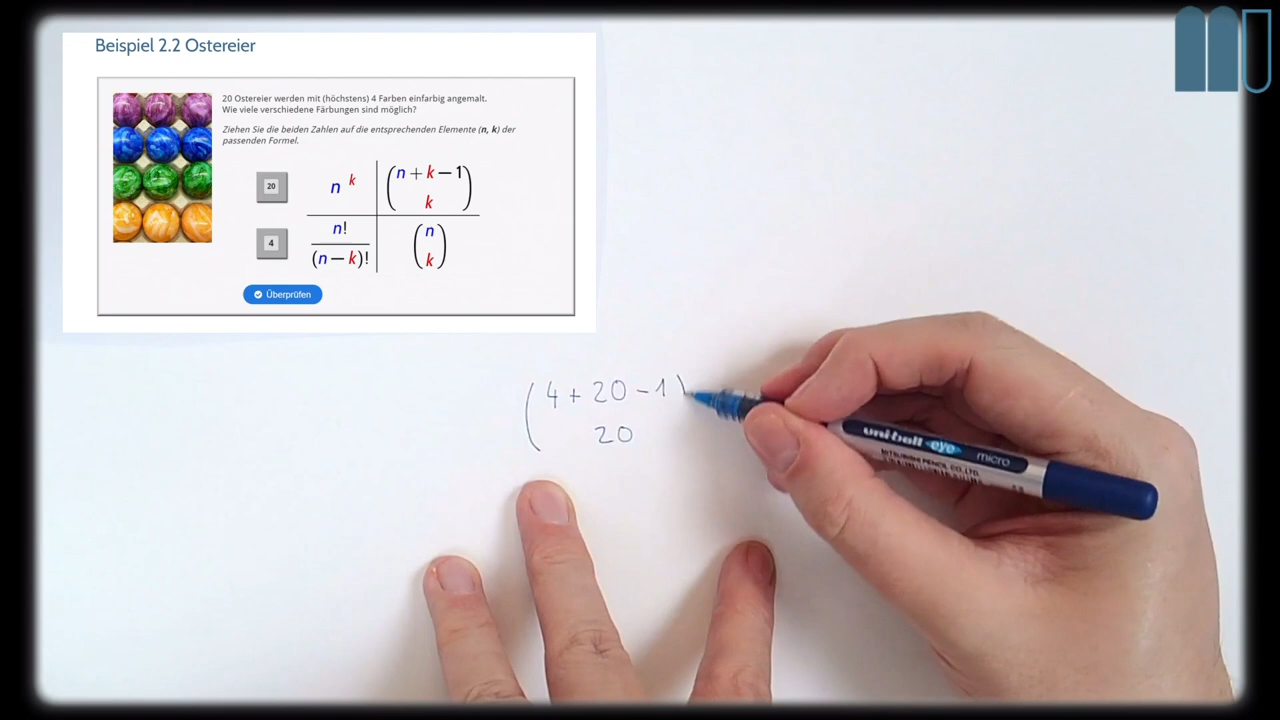 Beispiel 2.2 Ostereier
20 Ostereier werden mit (höchstens) 4 Farben einfarbig angemalt.
Wie viele verschiedene Färbungen sind möglich?
Ziehen Sie die beiden Zahlen auf die entsprechenden Elemente (n, k) der
passenden Formel.
20
n k
n + k − 1
k
4
n!
(n − k)!
n
k
Überprüfen
(4 + 20 - 1)
20
uni-ball eye micro
MITSUBISHI PENCIL CO., LTD.